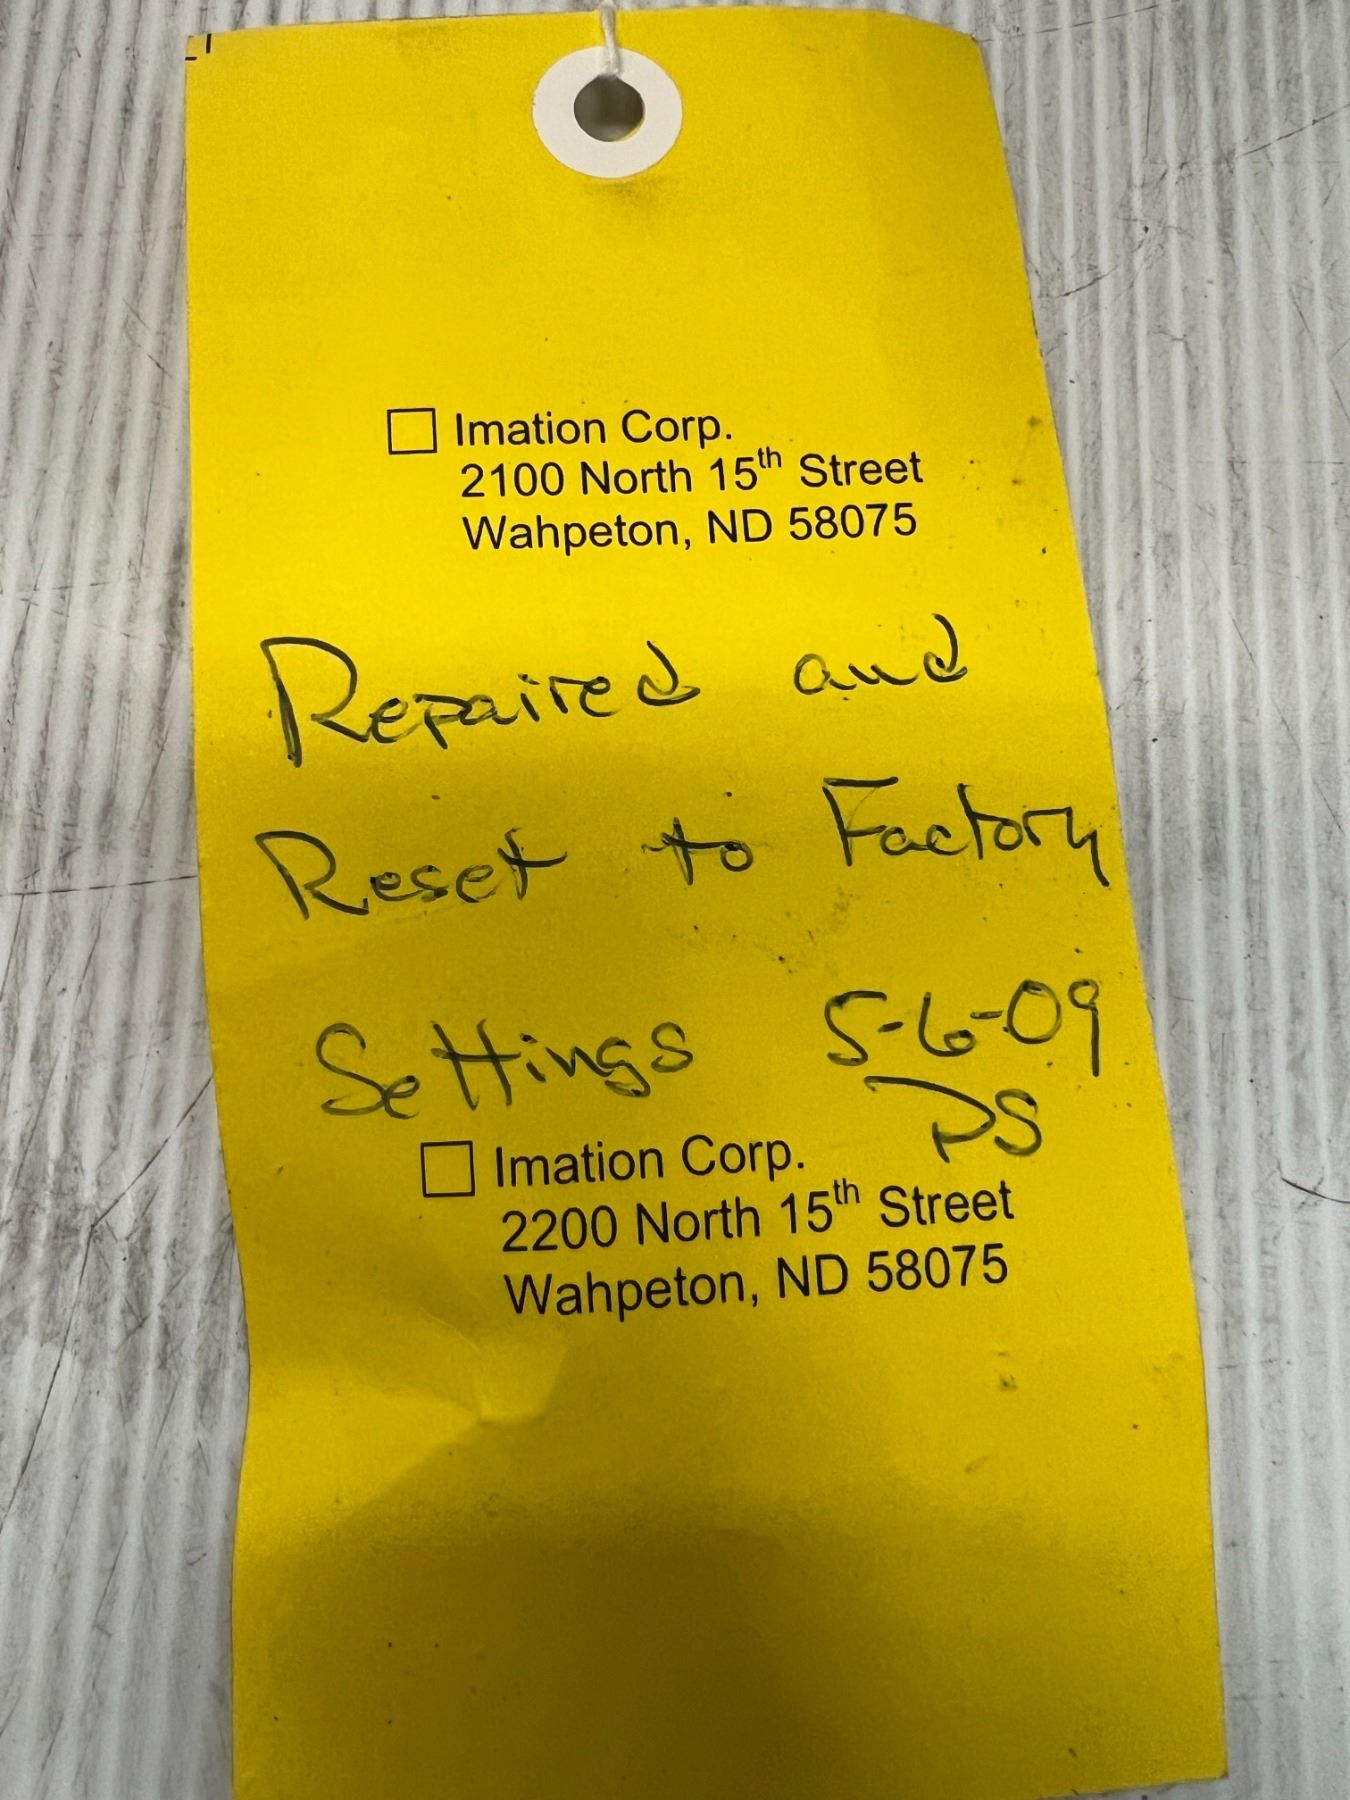 ☐ Imation Corp.
2100 North 15th Street
Wahpeton, ND 58075
Repaired and
Reset to Factory
Settings 5-6-09
DS
☐ Imation Corp.
2200 North 15th Street
Wahpeton, ND 58075